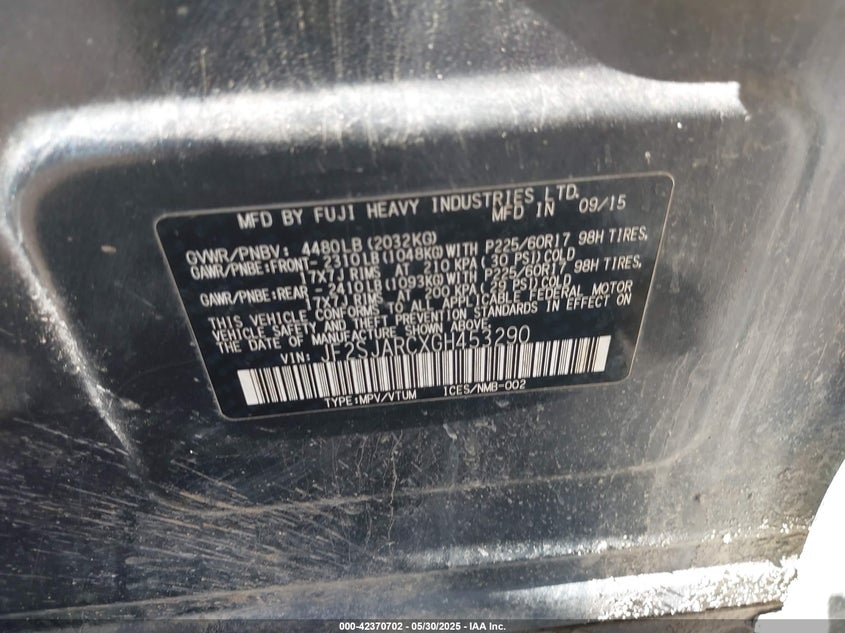 MFD BY FUJI HEAVY INDUSTRIES LTD.
MFD IN 09/15
GVWR/PNBV: 4480LB(2032KG)
GAWR/PNBE:FRONT- 2310LB(1048KG)WITH P225/60R17 98H TIRES,
17X7J RIMS AT 210 KPA(30 PSI)COLD
GAWR/PNBE:REAR - 2410LB(1093KG)WITH P225/60R17 98H TIRES,
17X7J RIMS AT 200 KPA(29 PSI)COLD
THIS VEHICLE CONFORMS TO ALL APPLICABLE FEDERAL MOTOR
VEHICLE SAFETY AND THEFT PREVENTION STANDARDS IN EFFECT ON
THE DATE OF MANUFACTURE SHOWN ABOVE.
VIN: JF2SJARCXGH453290
TYPE:MPV/VTUM ICES/NMB-002
000-42370702 - 05/30/2025 - IAA Inc.